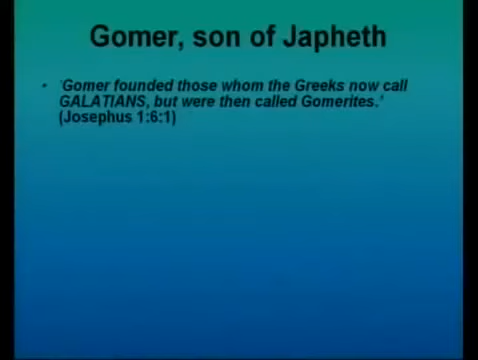 Gomer, son of Japheth
• 'Gomer founded those whom the Greeks now call
GALATIANS, but were then called Gomerites.'
(Josephus 1:6:1)